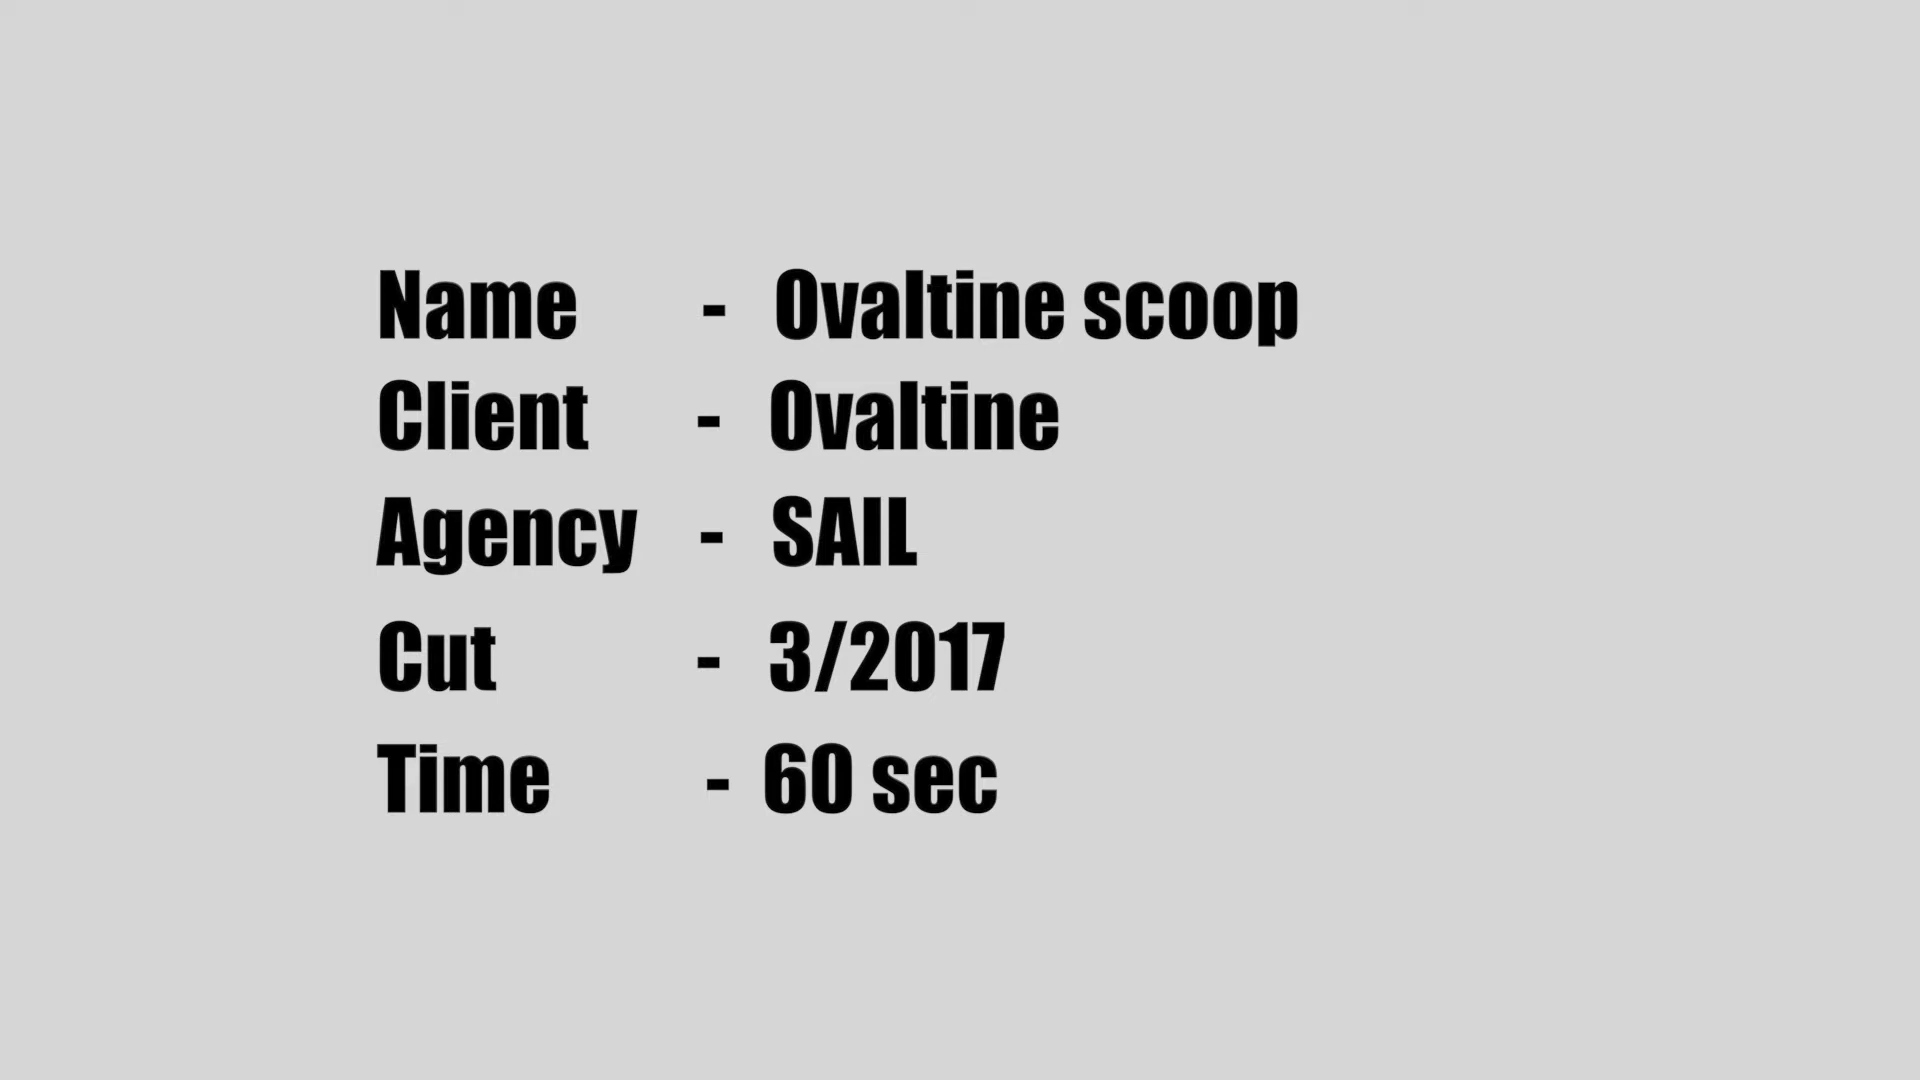 Name - Ovaltine scoop
Client - Ovaltine
Agency - SAIL
Cut - 3/2017
Time - 60 sec